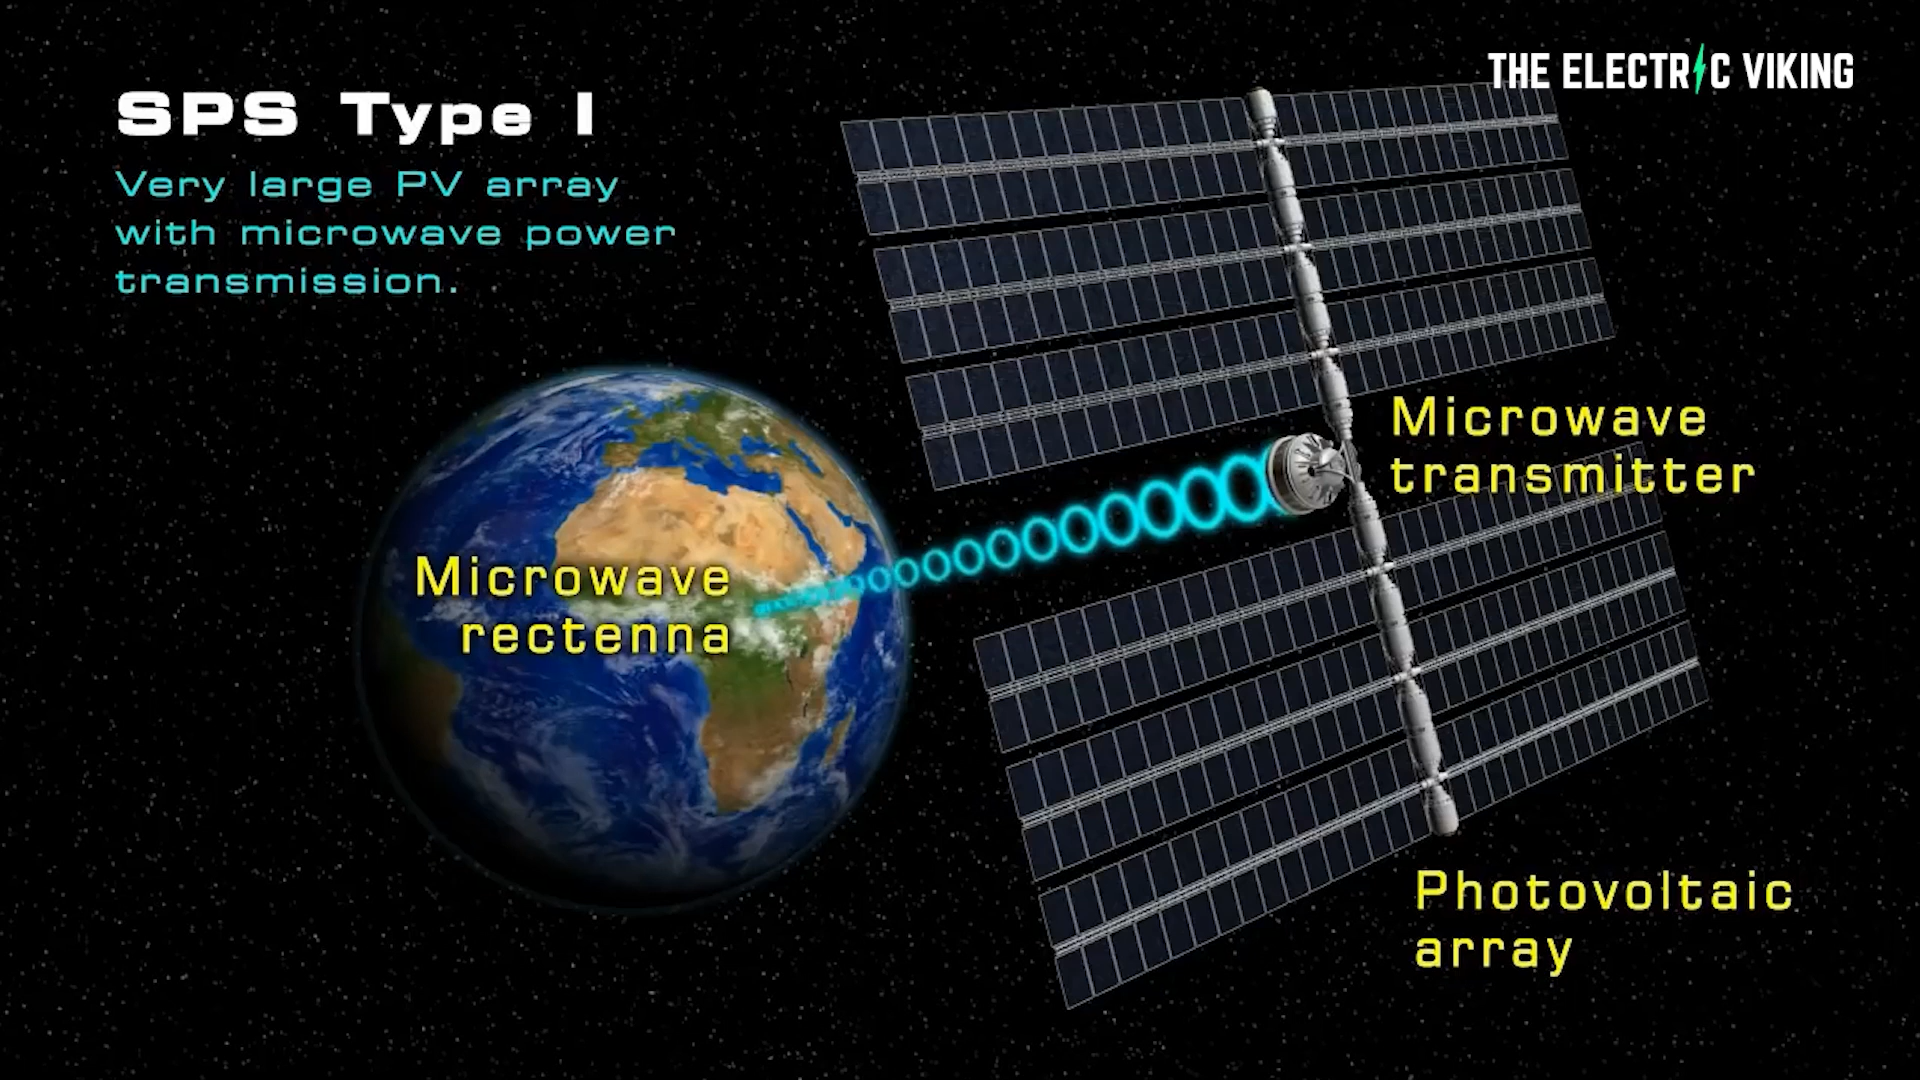 THE ELECTRIC VIKING
SPS Type I
Very large PV array
with microwave power
transmission.
Microwave
transmitter
Microwave
rectenna
Photovoltaic
array